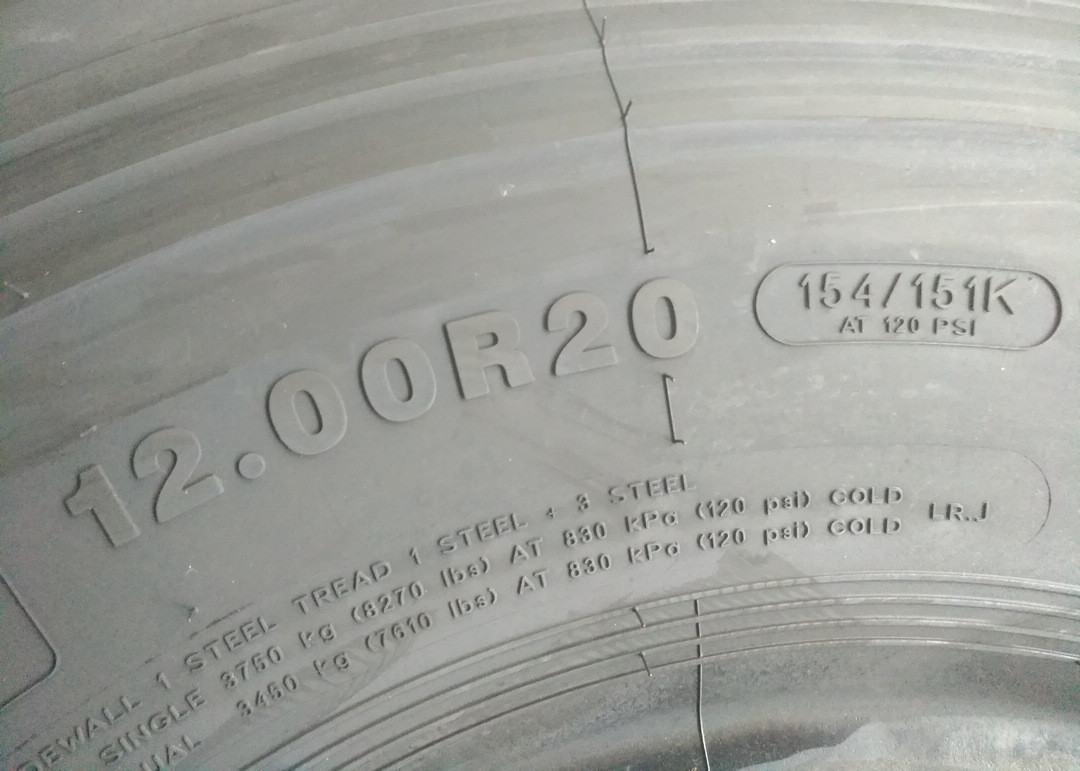 12.00R20
154/151K
AT 120 PSI
DEWALL 1 STEEL TREAD 1 STEEL + 3 STEEL
SINGLE 3750 kg (8270 lbs) AT 830 kPa (120 psi) COLD
UAL 3450 kg (7610 lbs) AT 830 kPa (120 psi) COLD
LR..J